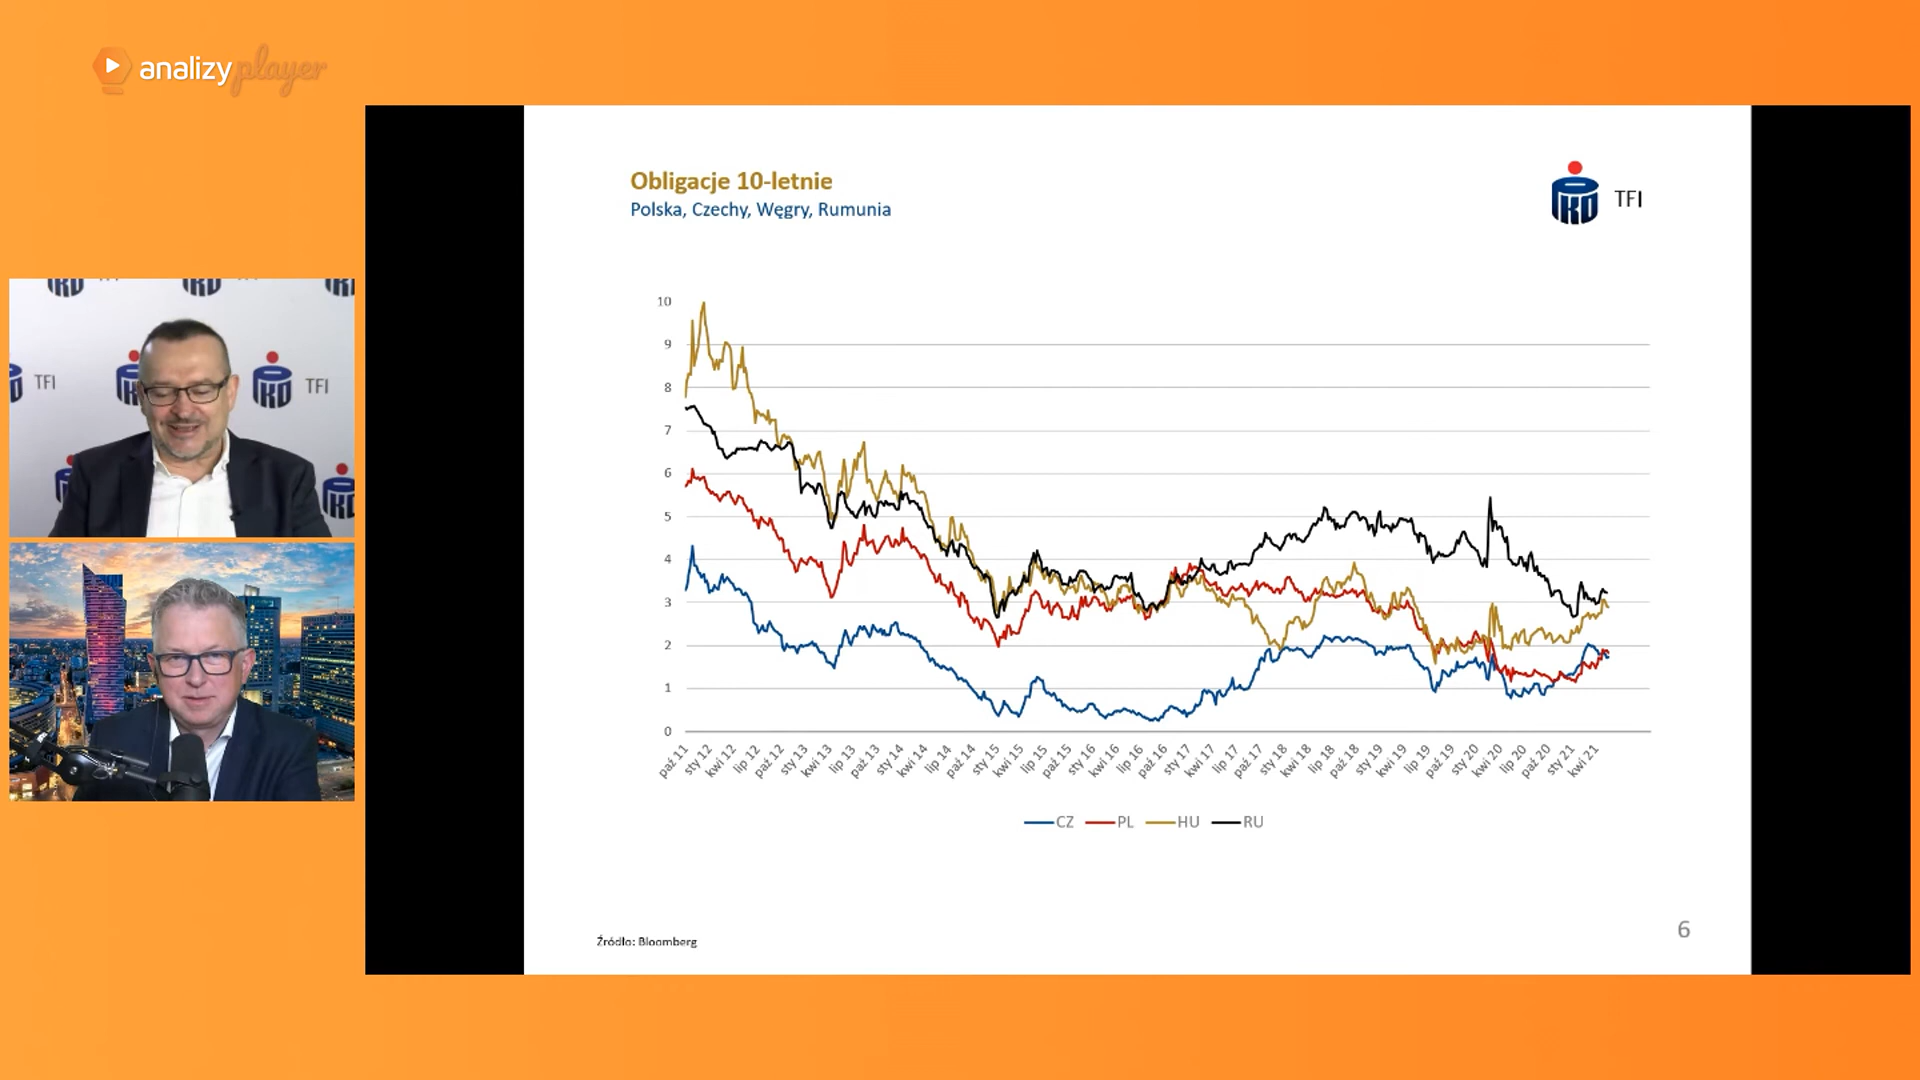 analizy player
Obligacje 10-letnie
Polska, Czechy, Węgry, Rumunia
PKO TFI
10
9
8
7
6
5
4
3
2
1
0
paź 11
sty 12
kwi 12
lip 12
paź 12
sty 13
kwi 13
lip 13
paź 13
sty 14
kwi 14
lip 14
paź 14
sty 15
kwi 15
lip 15
paź 15
sty 16
kwi 16
lip 16
paź 16
sty 17
kwi 17
lip 17
paź 17
sty 18
kwi 18
lip 18
paź 18
sty 19
kwi 19
lip 19
paź 19
sty 20
kwi 20
lip 20
paź 20
sty 21
kwi 21
CZ PL HU RU
Źródło: Bloomberg
6
TFI
TFI